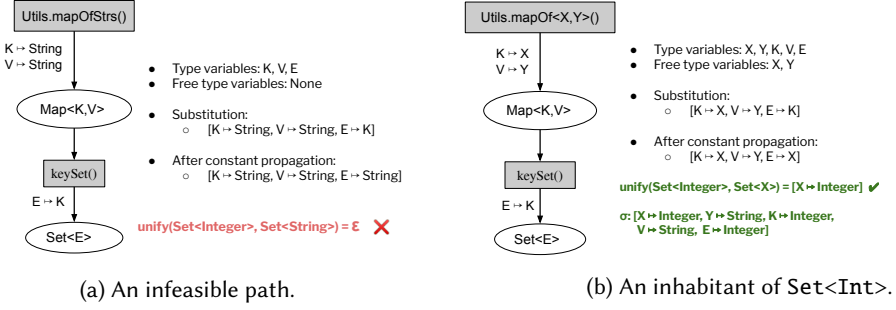 Utils.mapOfStrs()
K ↦ String
V ↦ String
Map<K,V>
keySet()
E ↦ K
Set<E>
● Type variables: K, V, E
● Free type variables: None
● Substitution:
○ [K ↦ String, V ↦ String, E ↦ K]
● After constant propagation:
○ [K ↦ String, V ↦ String, E ↦ String]
unify(Set<Integer>, Set<String>) = Ɛ ❌
(a) An infeasible path.
Utils.mapOf<X,Y>()
K ↦ X
V ↦ Y
Map<K,V>
keySet()
E ↦ K
Set<E>
● Type variables: X, Y, K, V, E
● Free type variables: X, Y
● Substitution:
○ [K ↦ X, V ↦ Y, E ↦ K]
● After constant propagation:
○ [K ↦ X, V ↦ Y, E ↦ X]
unify(Set<Integer>, Set<X>) = [X ↦ Integer] ✔
σ: [X ↦ Integer, Y ↦ String, K ↦ Integer,
V ↦ String, E ↦ Integer]
(b) An inhabitant of Set<Int>.